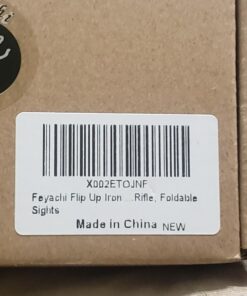 X002ETOJNF
Feyachi Flip Up Iron ...Rifle, Foldable
Sights
Made in China NEW